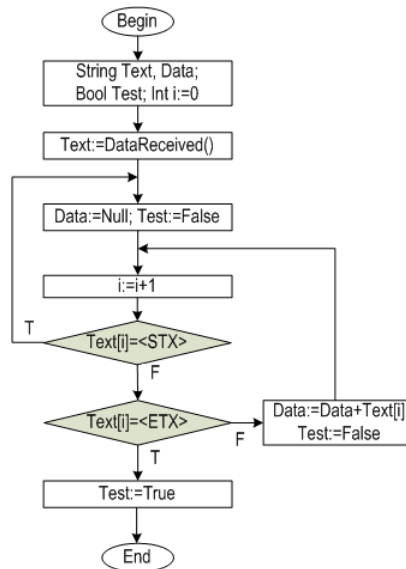 Begin
String Text, Data;
Bool Test; Int i:=0
Text:=DataReceived()
Data:=Null; Test:=False
i:=i+1
T
Text[i]=<STX>
F
Text[i]=<ETX>
F
Data:=Data+Text[i]
Test:=False
T
Test:=True
End